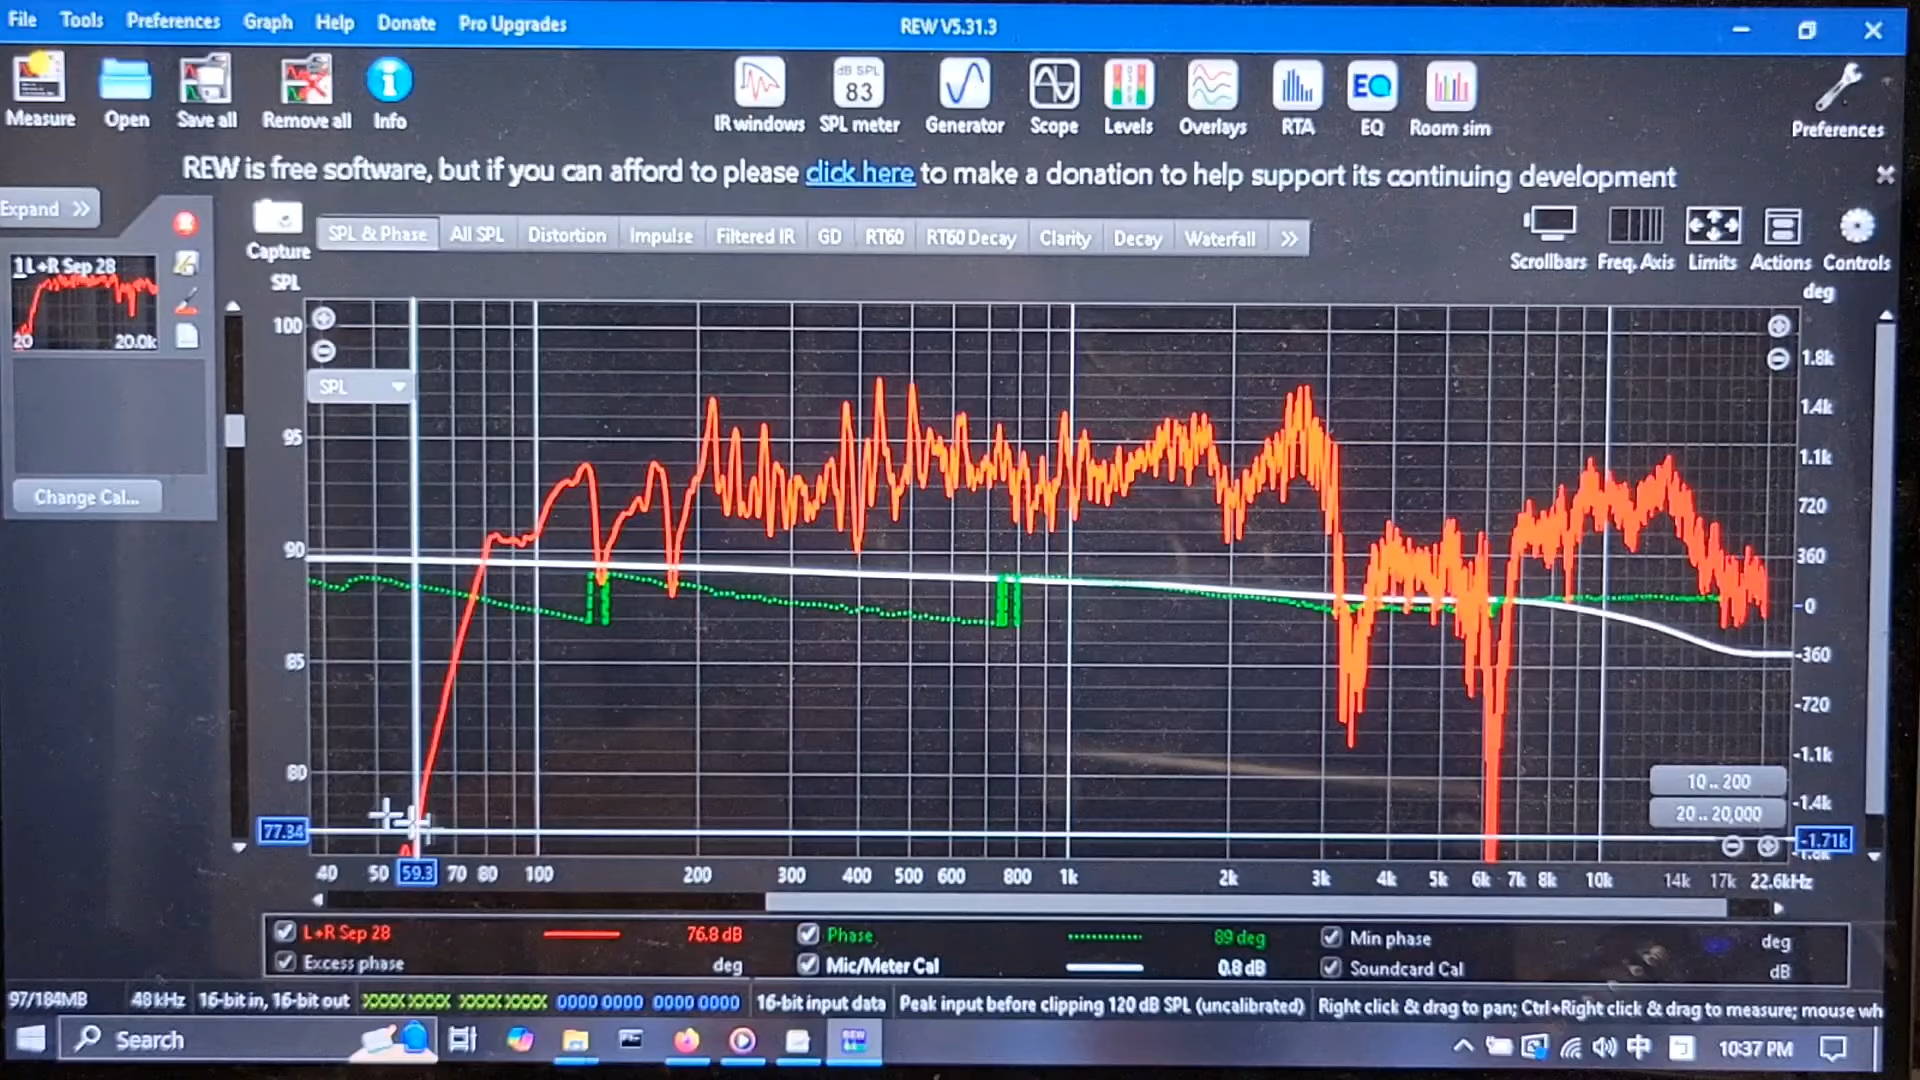 File Tools Preferences Graph Help Donate Pro Upgrades REW V5.31.3
dB SPL
83
EQ
Measure Open Save all Remove all Info IR windows SPL meter Generator Scope Levels Overlays RTA EQ Room sim Preferences
REW is free software, but if you can afford to please click here to make a donation to help support its continuing development
Expand >>
Capture SPL & Phase All SPL Distortion Impulse Filtered IR GD RT60 RT60 Decay Clarity Decay Waterfall >>
Scrollbars Freq. Axis Limits Actions Controls
1 L+R Sep 28
20 20.0k
Change Cal...
SPL deg
100
SPL 1.8k
1.4k
95
1.1k
720
90 360
0
85 -360
-720
-1.1k
80 10 .. 200
-1.4k
20 .. 20,000
77.34 -1.71k
40 50 59.3 70 80 100 200 300 400 500 600 800 1k 2k 3k 4k 5k 6k 7k 8k 10k 14k 17k 22.6kHz
L+R Sep 28 76.8 dB Phase 89 deg Min phase deg
Excess phase deg Mic/Meter Cal 0.8 dB Soundcard Cal dB
97/184MB 48 kHz 16-bit in, 16-bit out XXXX XXXX XXXX XXXX 0000 0000 0000 0000 16-bit input data Peak input before clipping 120 dB SPL (uncalibrated) Right click & drag to pan; Ctrl+Right click & drag to measure; mouse wh
Search 中 10:37 PM